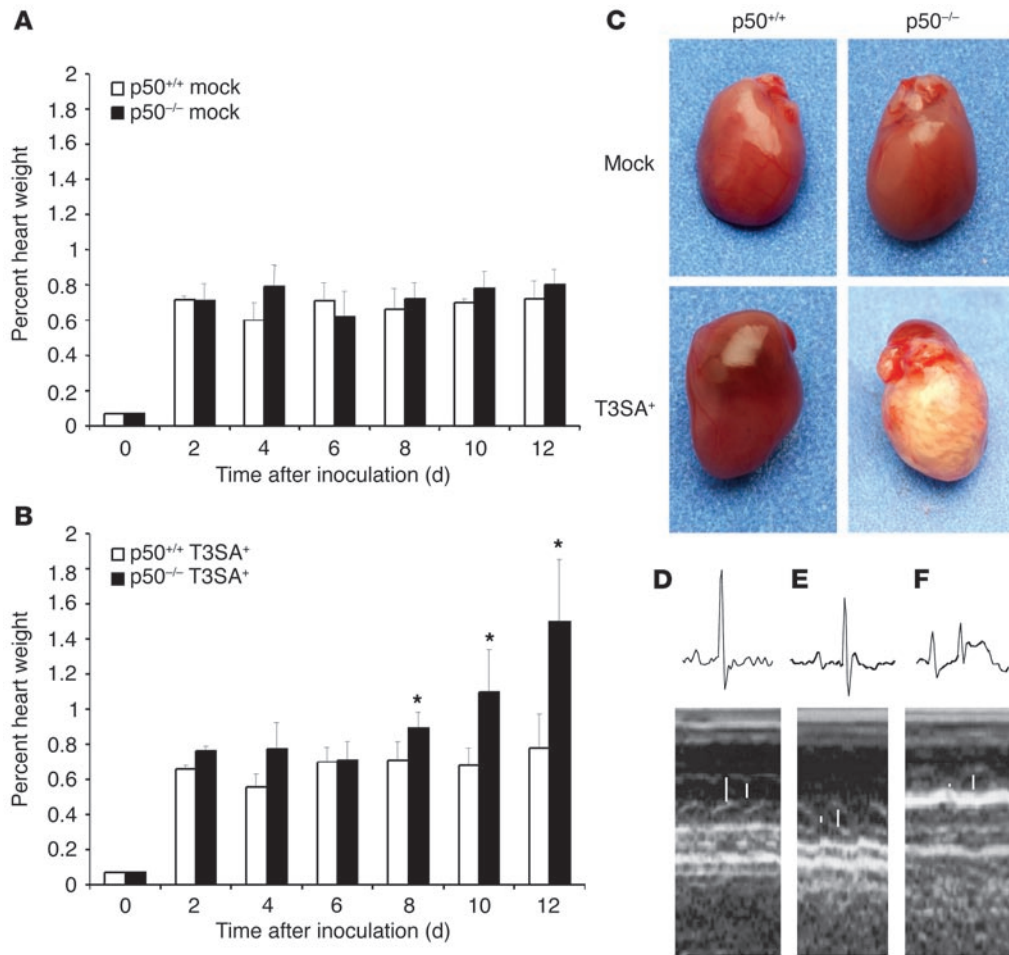 A
Percent heart weight
2
1.8
1.6
1.4
1.2
1
0.8
0.6
0.4
0.2
0
p50+/+ mock
p50–/– mock
0 2 4 6 8 10 12
Time after inoculation (d)
B
Percent heart weight
2
1.8
1.6
1.4
1.2
1
0.8
0.6
0.4
0.2
0
p50+/+ T3SA+
p50–/– T3SA+
* * *
0 2 4 6 8 10 12
Time after inoculation (d)
C
p50+/+ p50–/–
Mock
T3SA+
D E F